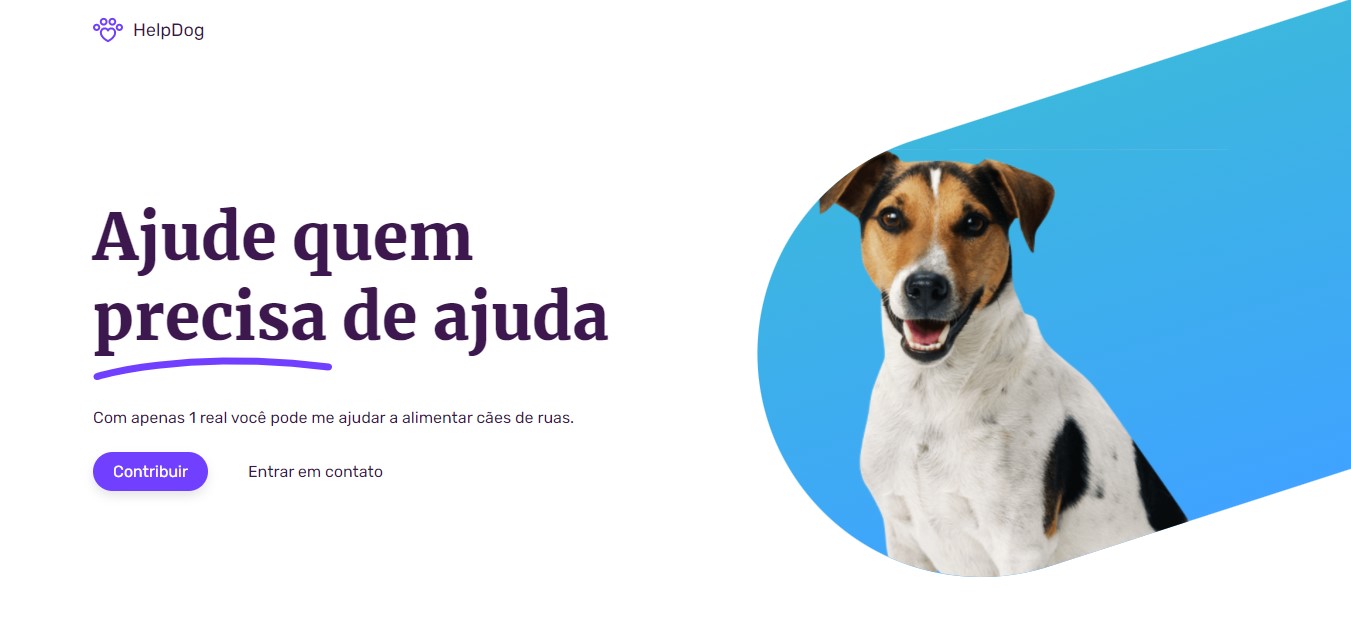 HelpDog
Ajude quem
precisa de ajuda
Com apenas 1 real você pode me ajudar a alimentar cães de ruas.
Contribuir
Entrar em contato